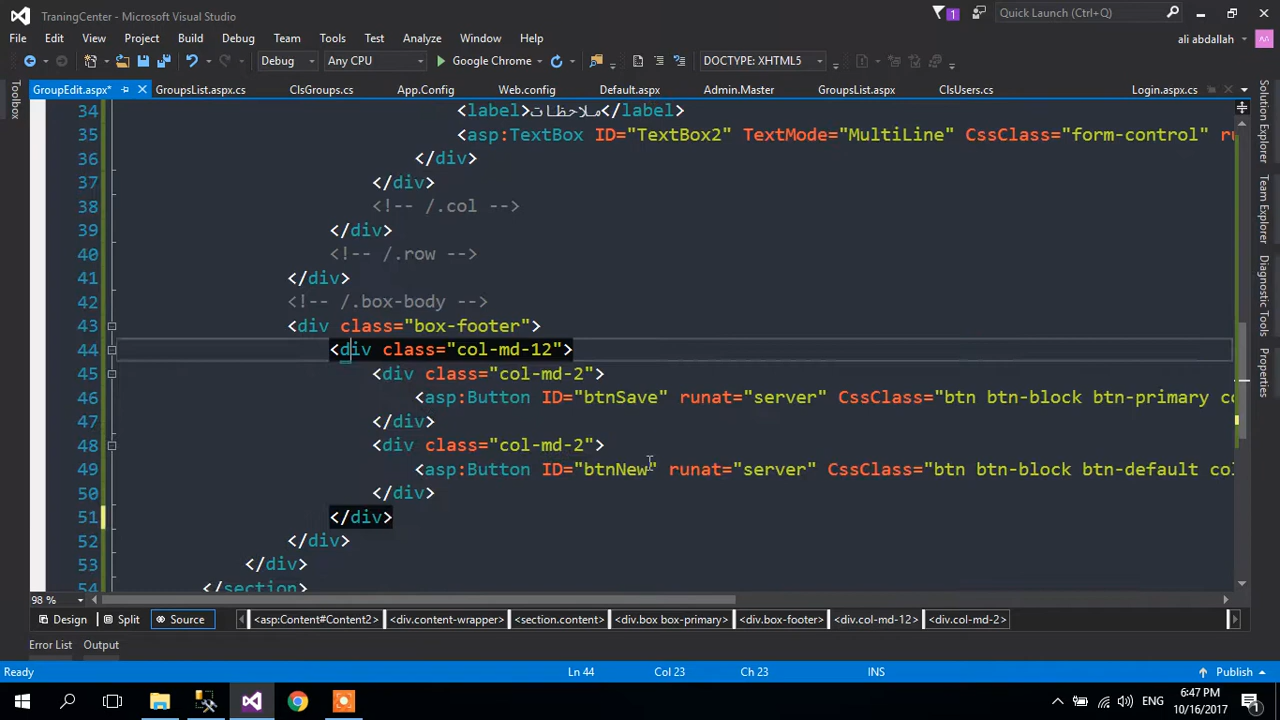 TraningCenter - Microsoft Visual Studio
1
Quick Launch (Ctrl+Q)
File Edit View Project Build Debug Team Tools Test Analyze Window Help
ali abdallah
Debug Any CPU Google Chrome DOCTYPE: XHTML5
GroupEdit.aspx* GroupsList.aspx.cs ClsGroups.cs App.Config Web.config Default.aspx Admin.Master GroupsList.aspx ClsUsers.cs Login.aspx.cs
Toolbox
34 <label>ملاحظات</label>
35 <asp:TextBox ID="TextBox2" TextMode="MultiLine" CssClass="form-control" ru
36 </div>
37 </div>
38 <!-- /.col -->
39 </div>
40 <!-- /.row -->
41 </div>
42 <!-- /.box-body -->
43 <div class="box-footer">
44 <div class="col-md-12">
45 <div class="col-md-2">
46 <asp:Button ID="btnSave" runat="server" CssClass="btn btn-block btn-primary co
47 </div>
48 <div class="col-md-2">
49 <asp:Button ID="btnNew" runat="server" CssClass="btn btn-block btn-default col
50 </div>
51 </div>
52 </div>
53 </div>
54 </section>
Solution Explorer
Team Explorer
Diagnostic Tools
Properties
98 %
Design Split Source <asp:Content#Content2> <div.content-wrapper> <section.content> <div.box box-primary> <div.box-footer> <div.col-md-12> <div.col-md-2>
Error List Output
Ready Ln 44 Col 23 Ch 23 INS Publish
ENG
6:47 PM
10/16/2017
1